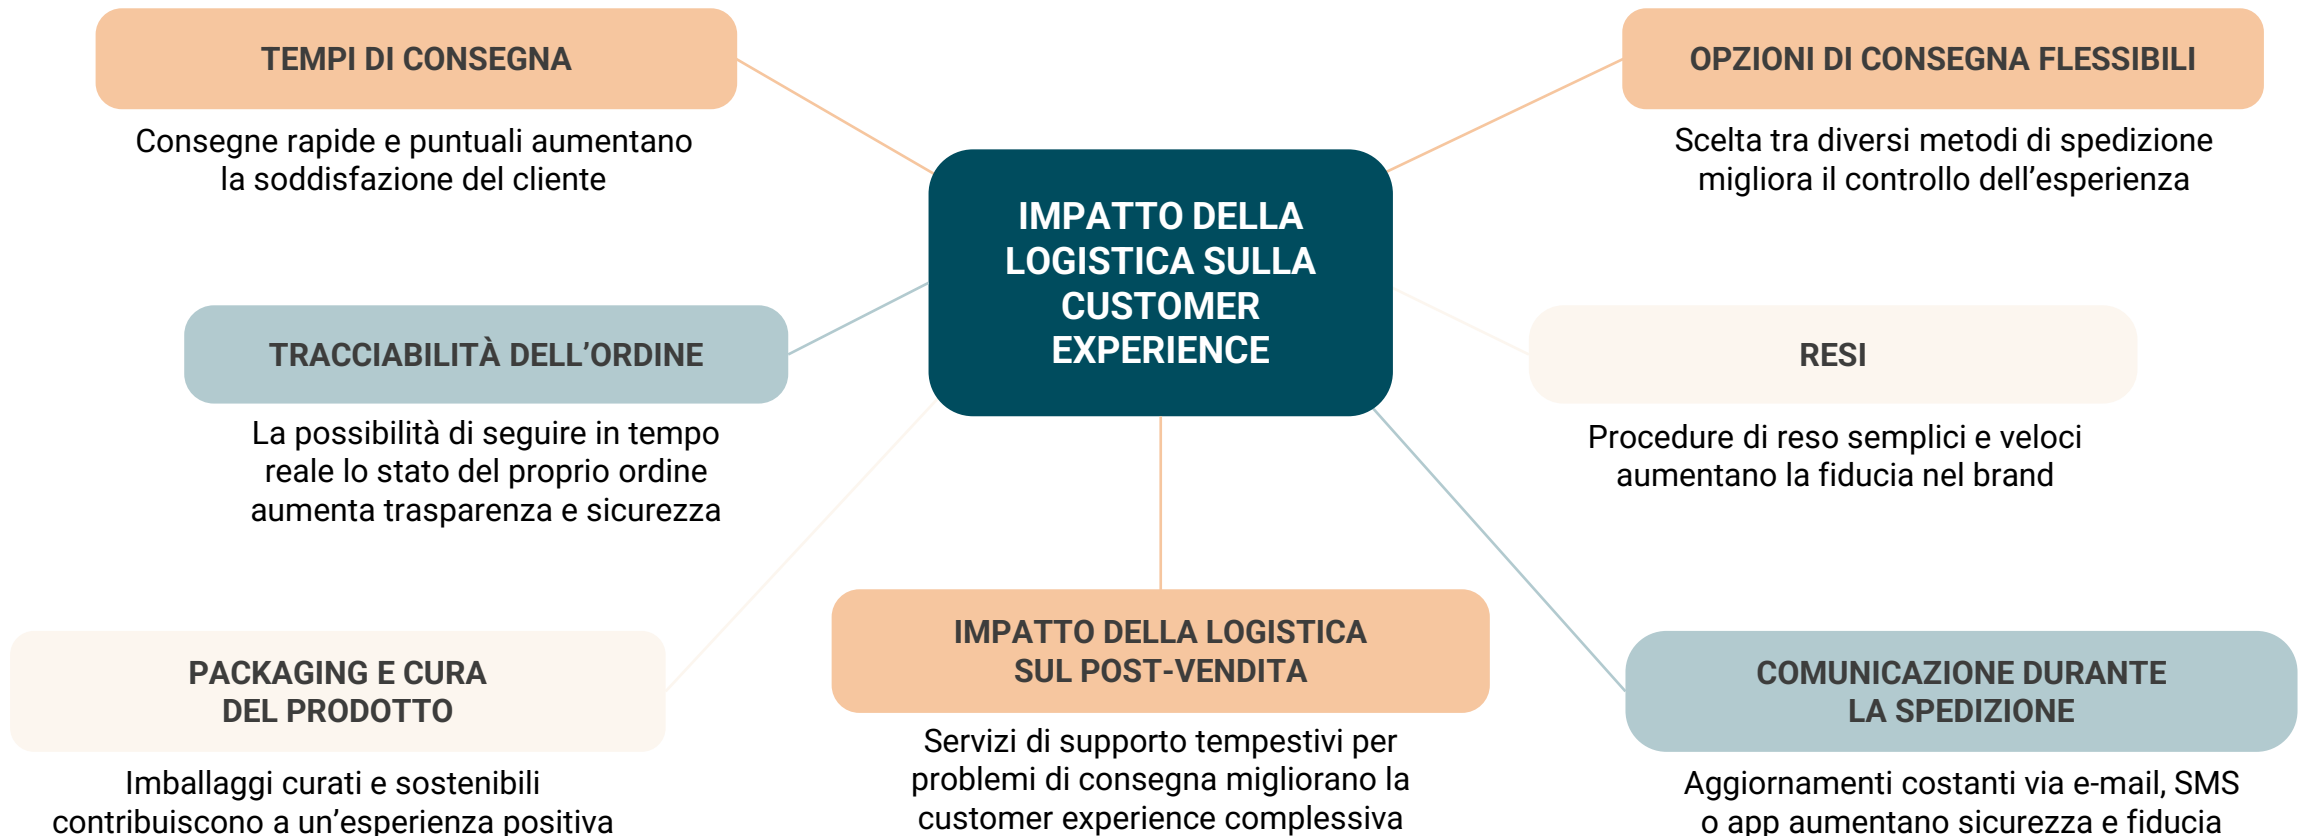 TEMPI DI CONSEGNA
Consegne rapide e puntuali aumentano
la soddisfazione del cliente
OPZIONI DI CONSEGNA FLESSIBILI
Scelta tra diversi metodi di spedizione
migliora il controllo dell’esperienza
IMPATTO DELLA
LOGISTICA SULLA
CUSTOMER
EXPERIENCE
TRACCIABILITÀ DELL’ORDINE
La possibilità di seguire in tempo
reale lo stato del proprio ordine
aumenta trasparenza e sicurezza
RESI
Procedure di reso semplici e veloci
aumentano la fiducia nel brand
PACKAGING E CURA
DEL PRODOTTO
Imballaggi curati e sostenibili
contribuiscono a un’esperienza positiva
IMPATTO DELLA LOGISTICA
SUL POST-VENDITA
Servizi di supporto tempestivi per
problemi di consegna migliorano la
customer experience complessiva
COMUNICAZIONE DURANTE
LA SPEDIZIONE
Aggiornamenti costanti via e-mail, SMS
o app aumentano sicurezza e fiducia